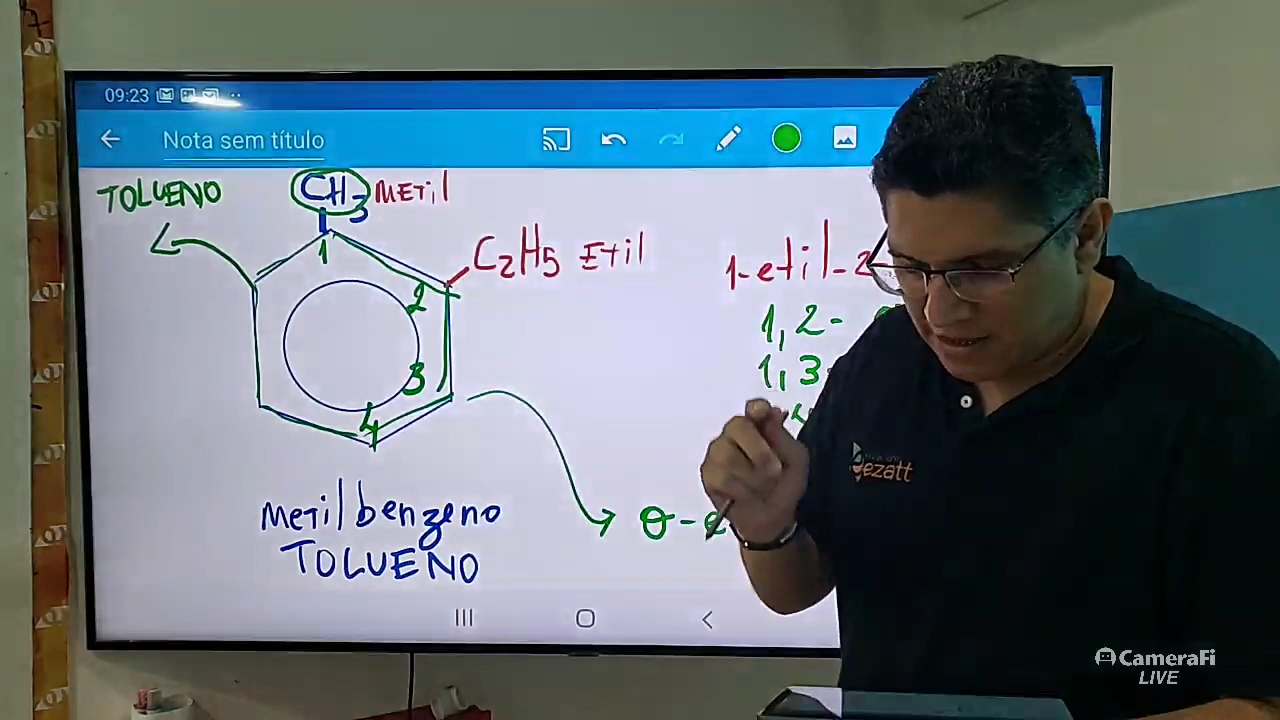 09:23
Nota sem título
TOLUENO
CH3 METIL
1
C2H5 Etil
2
3
4
1-etil-2
1,2-
1,3-
metilbenzeno
TOLUENO
O-e
ezatt
CameraFi
LIVE